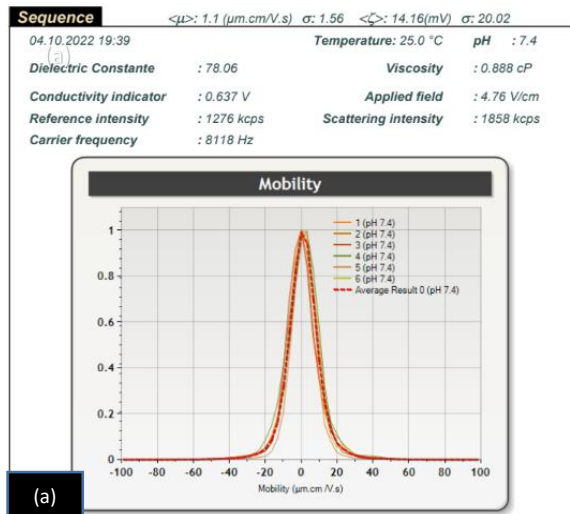 Sequence <µ>: 1.1 (µm.cm/V.s) σ: 1.56 <ζ>: 14.16(mV) σ: 20.02
04.10.2022 19:39 Temperature: 25.0 °C pH : 7.4
(a)
Dielectric Constante : 78.06 Viscosity : 0.888 cP
Conductivity indicator : 0.637 V Applied field : 4.76 V/cm
Reference intensity : 1276 kcps Scattering intensity : 1858 kcps
Carrier frequency : 8118 Hz
Mobility
1 (pH 7.4)
2 (pH 7.4)
3 (pH 7.4)
4 (pH 7.4)
5 (pH 7.4)
6 (pH 7.4)
Average Result 0 (pH 7.4)
1
0.8
0.6
0.4
0.2
0
-100 -80 -60 -40 -20 0 20 40 60 80 100
Mobility (µm.cm /V.s)
(a)